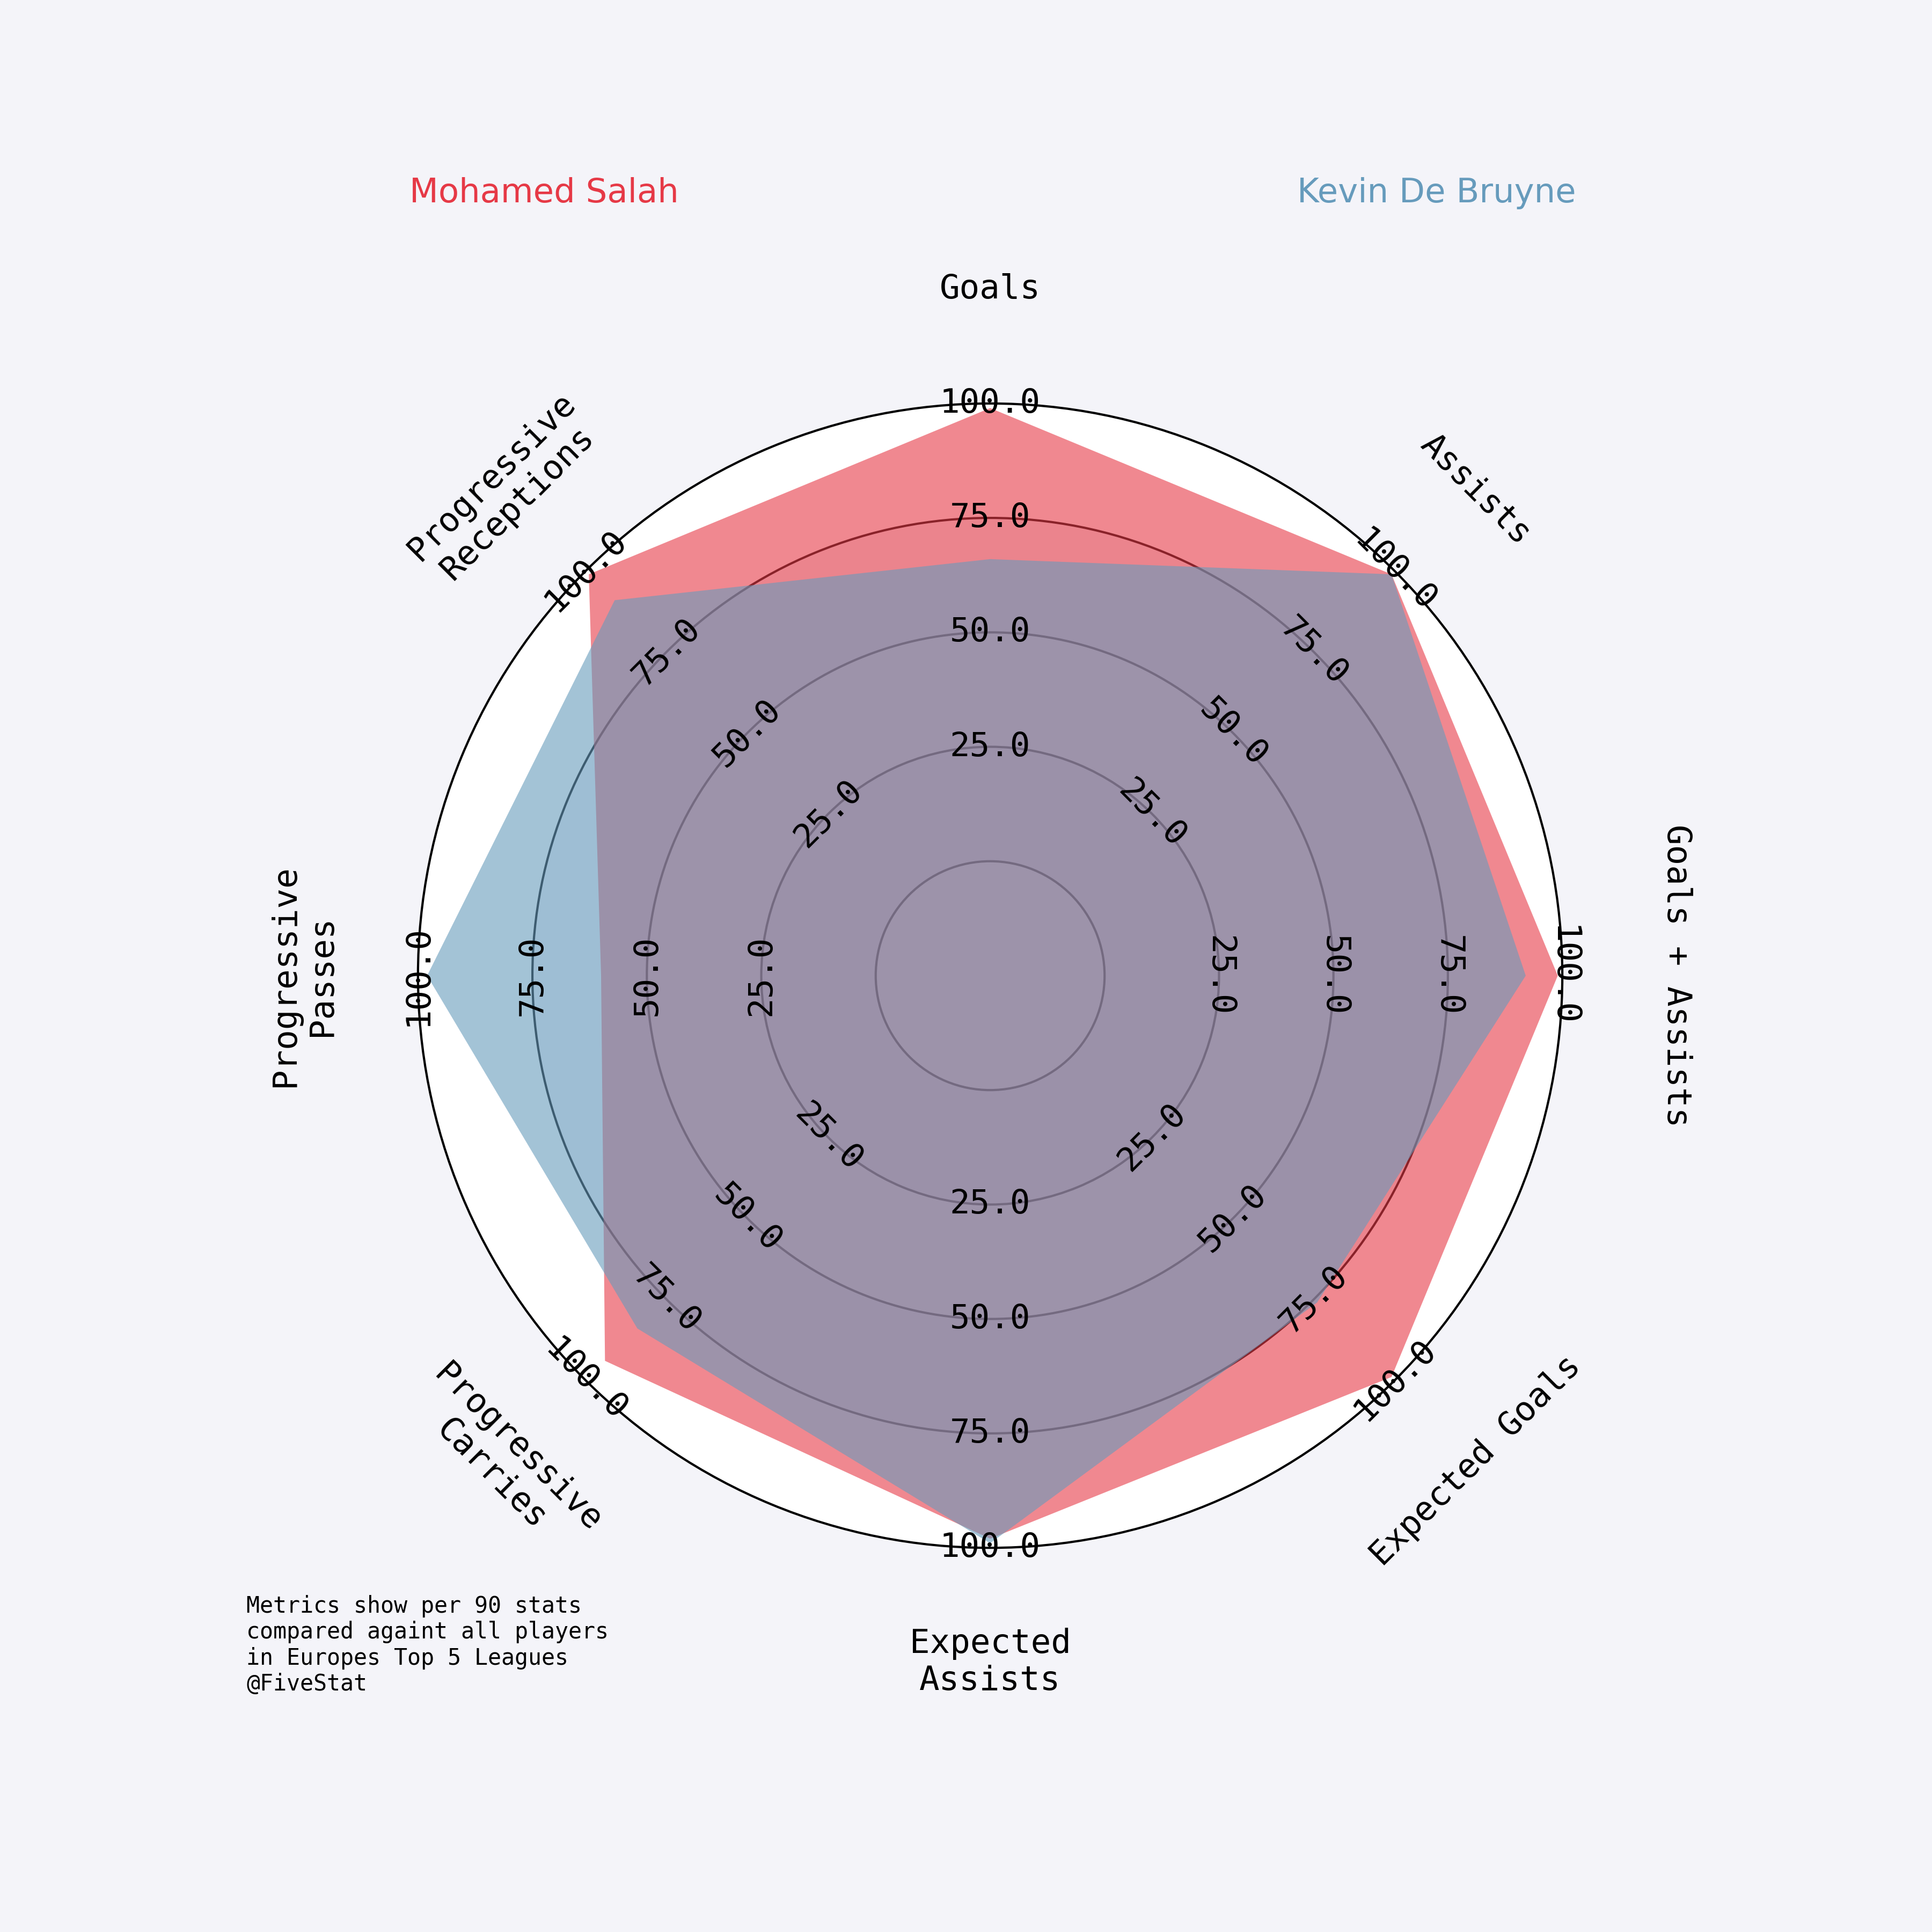 Mohamed Salah
Kevin De Bruyne
Goals
Assists
Goals + Assists
Expected Goals
Expected
Assists
Progressive
Carries
Progressive
Passes
Progressive
Receptions
25.0
50.0
75.0
100.0
25.0
50.0
75.0
100.0
25.0
50.0
75.0
100.0
25.0
50.0
75.0
100.0
25.0
50.0
75.0
100.0
25.0
50.0
75.0
100.0
25.0
50.0
75.0
100.0
25.0
50.0
75.0
100.0
Metrics show per 90 stats
compared againt all players
in Europes Top 5 Leagues
@FiveStat